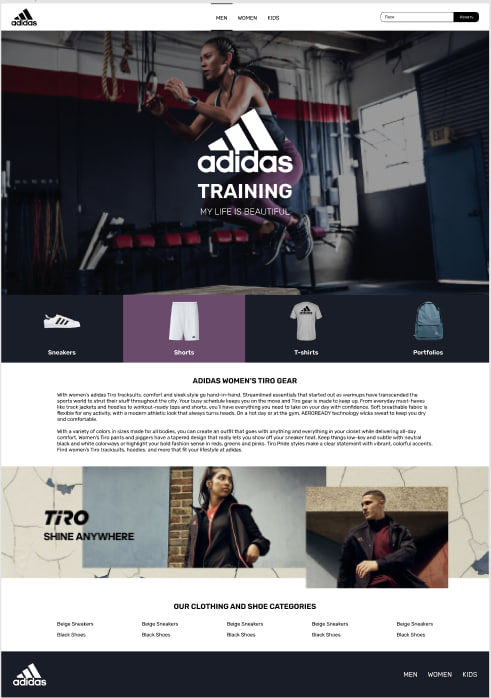 adidas
MEN WOMEN KIDS
adidas
TRAINING
MY LIFE IS BEAUTIFUL
Sneakers Shorts T-shirts Portfolios
ADIDAS WOMEN'S TIRO GEAR
With women's adidas Tiro tracksuits, comfort and sleek style go hand-in-hand. Streamlined essentials that started out as warmups have transcended the
sports world to strut their stuff throughout the city. Your busy schedule keeps you on the move and Tiro gear is made to keep up. From everyday must-haves
like track jackets and hoodies to workout-ready tops and shorts, you'll have everything you need to take on your day with confidence. Soft breathable fabric is
flexible for any activity, with a modern athletic look that always turns heads. On a hot day or at the gym, AEROREADY technology wicks sweat to keep you dry
and comfortable.
With a variety of colors in sizes made for all bodies, you can create an outfit that goes with anything and everything in your closet while delivering all-day
comfort. Women's Tiro pants and joggers have a tapered design that really lets you show off your sneaker heat. Keep things low-key and subtle with neutral
black and white colorways or highlight your bold fashion sense in reds, greens and pinks. Tiro Pride styles make a clear statement with vibrant, colorful accents.
Find women's Tiro tracksuits, hoodies, and more that fit your lifestyle at adidas.
TIRO
SHINE ANYWHERE
OUR CLOTHING AND SHOE CATEGORIES
Beige Sneakers Beige Sneakers Beige Sneakers Beige Sneakers Beige Sneakers
Black Shoes Black Shoes Black Shoes Black Shoes Black Shoes
adidas
MEN WOMEN KIDS